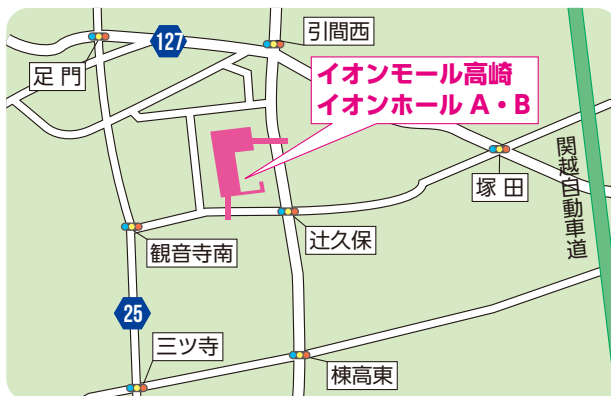 引間西
127
足門
イオンモール高崎
イオンホール A・B
関越自動車道
塚田
辻久保
観音寺南
25
三ツ寺
棟高東